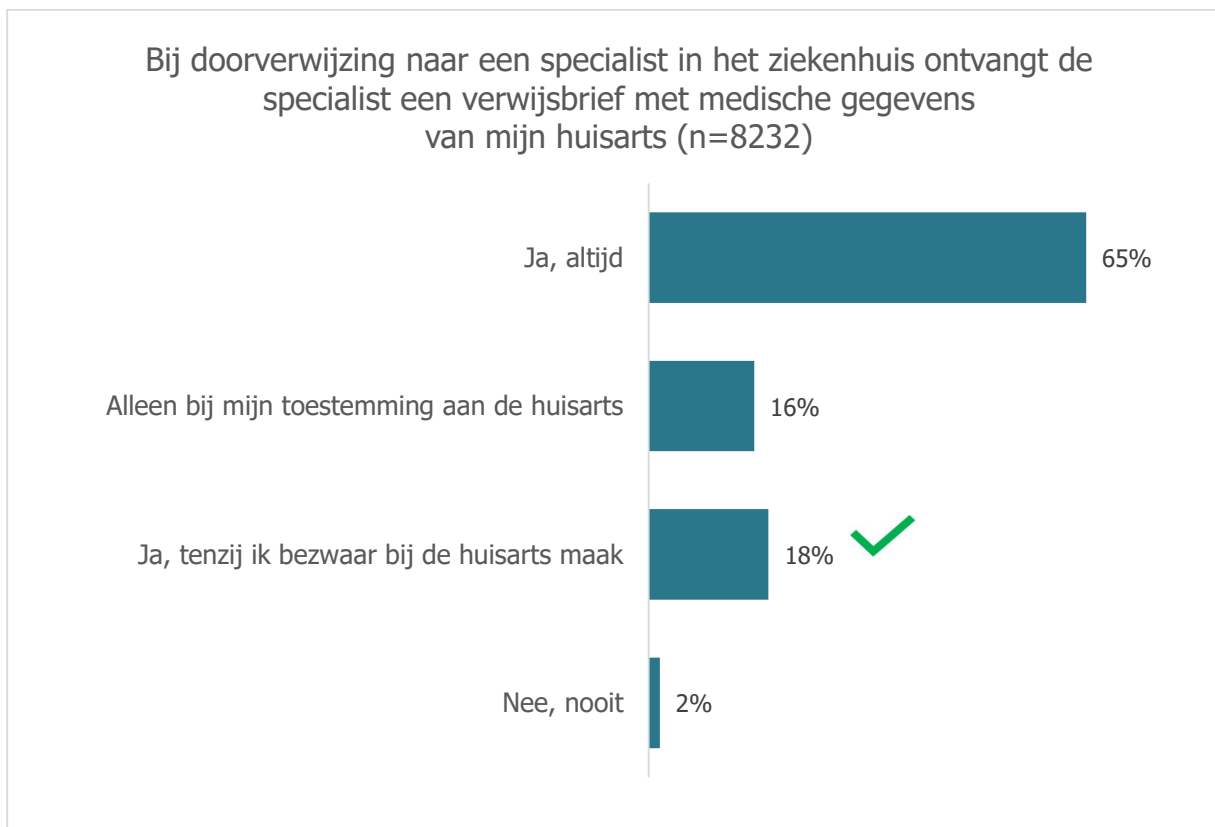 Bij doorverwijzing naar een specialist in het ziekenhuis ontvangt de
specialist een verwijsbrief met medische gegevens
van mijn huisarts (n=8232)
Ja, altijd
65%
Alleen bij mijn toestemming aan de huisarts
16%
Ja, tenzij ik bezwaar bij de huisarts maak
18%
Nee, nooit
2%